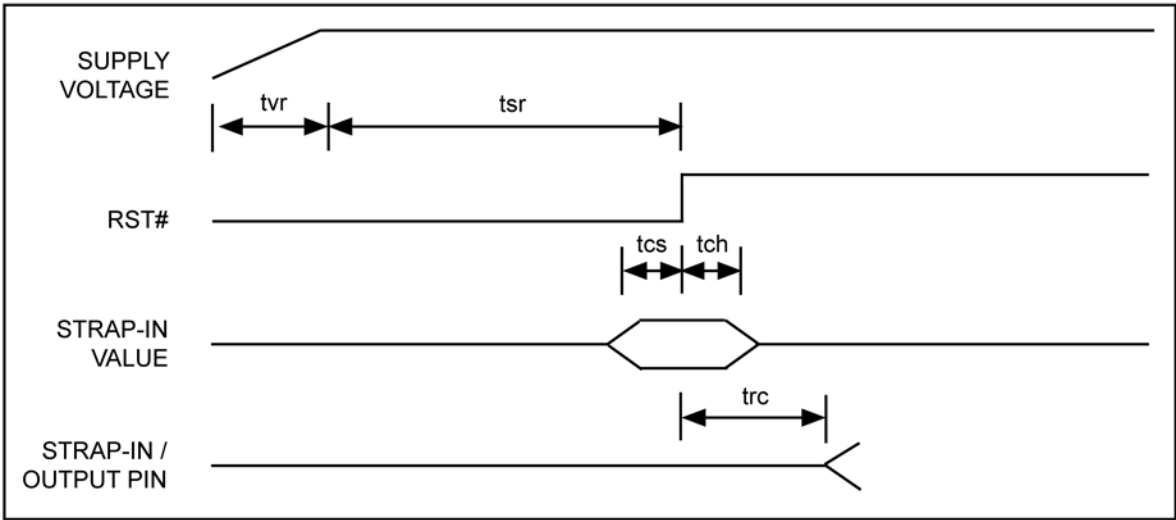 SUPPLY
VOLTAGE
tvr
tsr
RST#
tcs
tch
STRAP-IN
VALUE
trc
STRAP-IN /
OUTPUT PIN